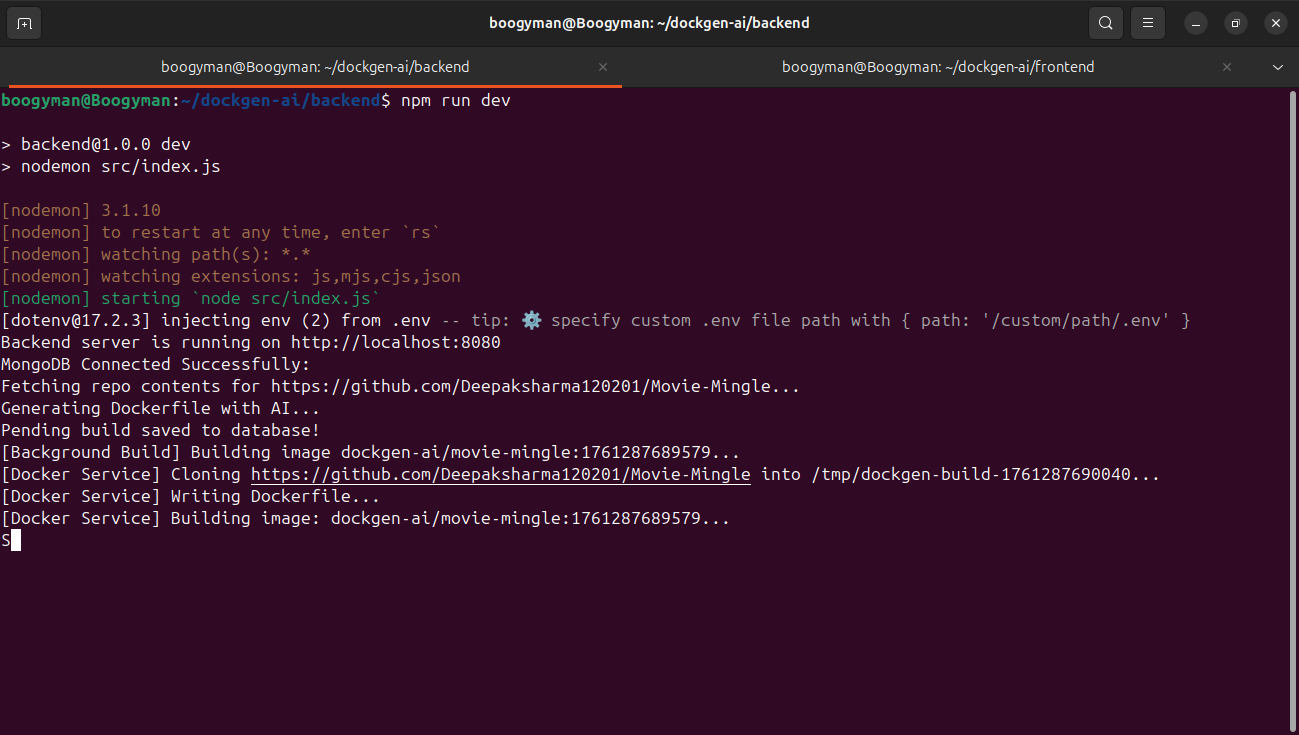 boogyman@Boogyman: ~/dockgen-ai/backend
boogyman@Boogyman: ~/dockgen-ai/backend
boogyman@Boogyman: ~/dockgen-ai/frontend
boogyman@Boogyman:~/dockgen-ai/backend$ npm run dev
> backend@1.0.0 dev
> nodemon src/index.js
[nodemon] 3.1.10
[nodemon] to restart at any time, enter `rs`
[nodemon] watching path(s): *.*
[nodemon] watching extensions: js,mjs,cjs,json
[nodemon] starting `node src/index.js`
[dotenv@17.2.3] injecting env (2) from .env -- tip: ⚙️ specify custom .env file path with { path: '/custom/path/.env' }
Backend server is running on http://localhost:8080
MongoDB Connected Successfully:
Fetching repo contents for https://github.com/Deepaksharma120201/Movie-Mingle...
Generating Dockerfile with AI...
Pending build saved to database!
[Background Build] Building image dockgen-ai/movie-mingle:1761287689579...
[Docker Service] Cloning https://github.com/Deepaksharma120201/Movie-Mingle into /tmp/dockgen-build-1761287690040...
[Docker Service] Writing Dockerfile...
[Docker Service] Building image: dockgen-ai/movie-mingle:1761287689579...
S